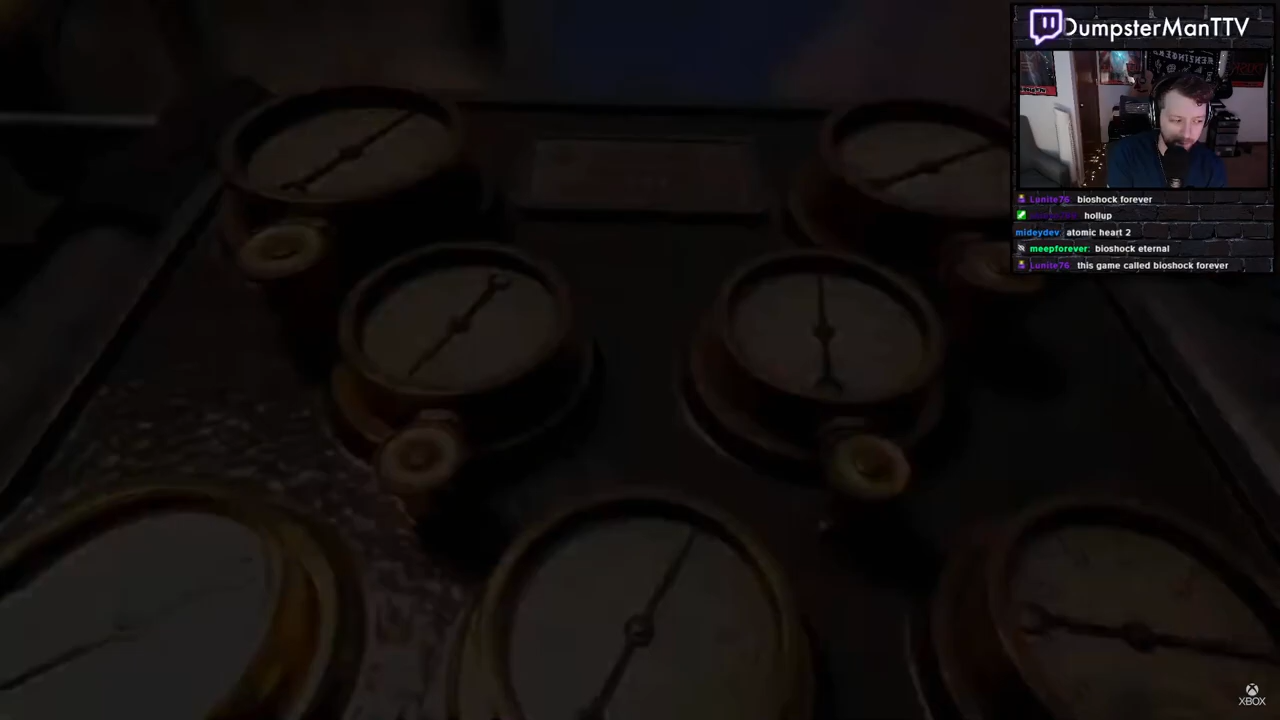 DumpsterManTTV
Lunite76 bioshock forever
hollup
mideydev atomic heart 2
meepforever: bioshock eternal
Lunite76 this game called bioshock forever
XBOX